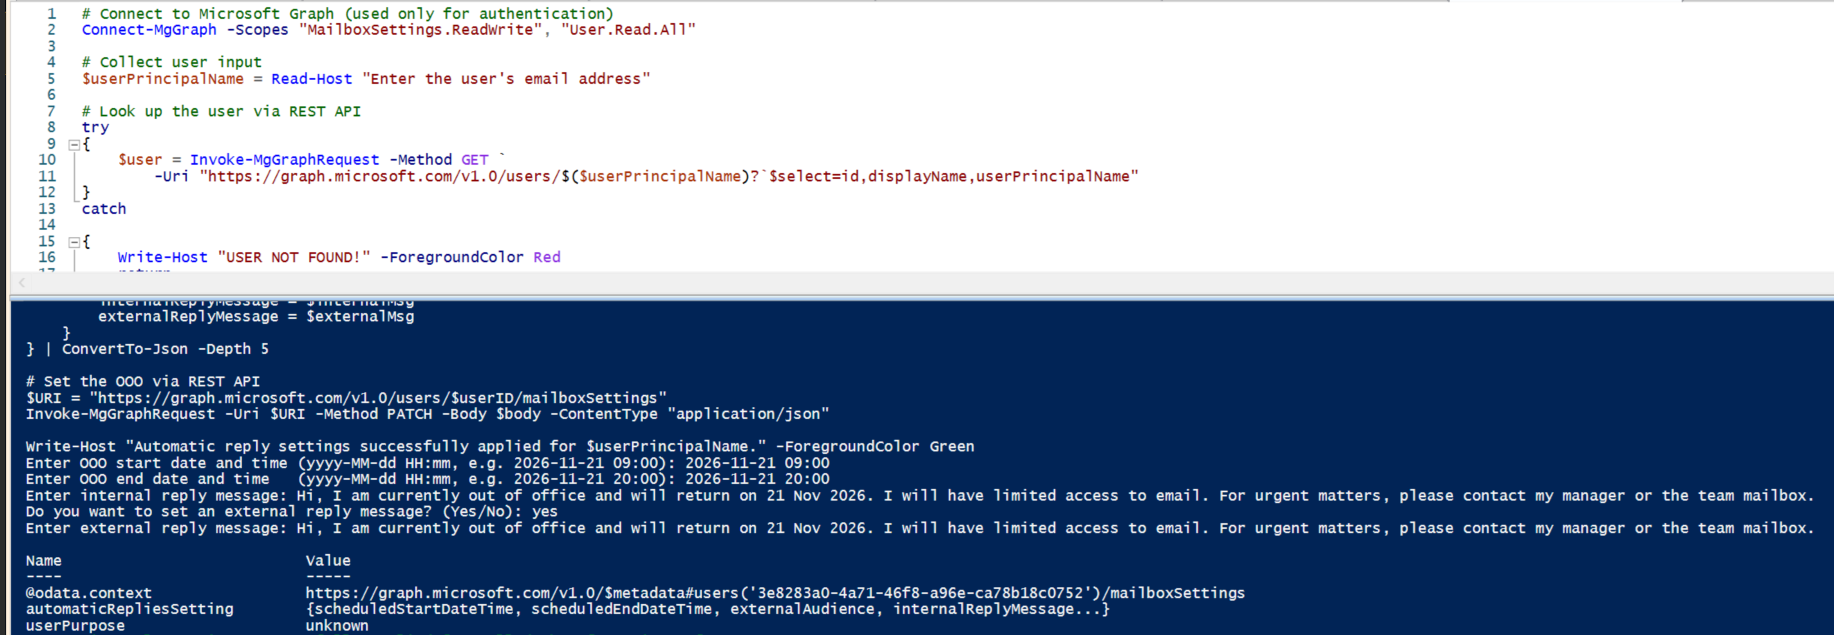 1 # Connect to Microsoft Graph (used only for authentication)
2 Connect-MgGraph -Scopes "MailboxSettings.ReadWrite", "User.Read.All"
3
4 # Collect user input
5 $userPrincipalName = Read-Host "Enter the user's email address"
6
7 # Look up the user via REST API
8 try
9 {
10 $user = Invoke-MgGraphRequest -Method GET `
11 -Uri "https://graph.microsoft.com/v1.0/users/$($userPrincipalName)?`$select=id,displayName,userPrincipalName"
12 }
13 catch
14
15 {
16 Write-Host "USER NOT FOUND!" -ForegroundColor Red
17 return
internalReplyMessage = $internalMsg
externalReplyMessage = $externalMsg
}
} | ConvertTo-Json -Depth 5
# Set the OOO via REST API
$URI = "https://graph.microsoft.com/v1.0/users/$userID/mailboxSettings"
Invoke-MgGraphRequest -Uri $URI -Method PATCH -Body $body -ContentType "application/json"
Write-Host "Automatic reply settings successfully applied for $userPrincipalName." -ForegroundColor Green
Enter OOO start date and time (yyyy-MM-dd HH:mm, e.g. 2026-11-21 09:00): 2026-11-21 09:00
Enter OOO end date and time (yyyy-MM-dd HH:mm, e.g. 2026-11-21 20:00): 2026-11-21 20:00
Enter internal reply message: Hi, I am currently out of office and will return on 21 Nov 2026. I will have limited access to email. For urgent matters, please contact my manager or the team mailbox.
Do you want to set an external reply message? (Yes/No): yes
Enter external reply message: Hi, I am currently out of office and will return on 21 Nov 2026. I will have limited access to email. For urgent matters, please contact my manager or the team mailbox.
Name Value
---- -----
@odata.context https://graph.microsoft.com/v1.0/$metadata#users('3e8283a0-4a71-46f8-a96e-ca78b18c0752')/mailboxSettings
automaticRepliesSetting {scheduledStartDateTime, scheduledEndDateTime, externalAudience, internalReplyMessage...}
userPurpose unknown